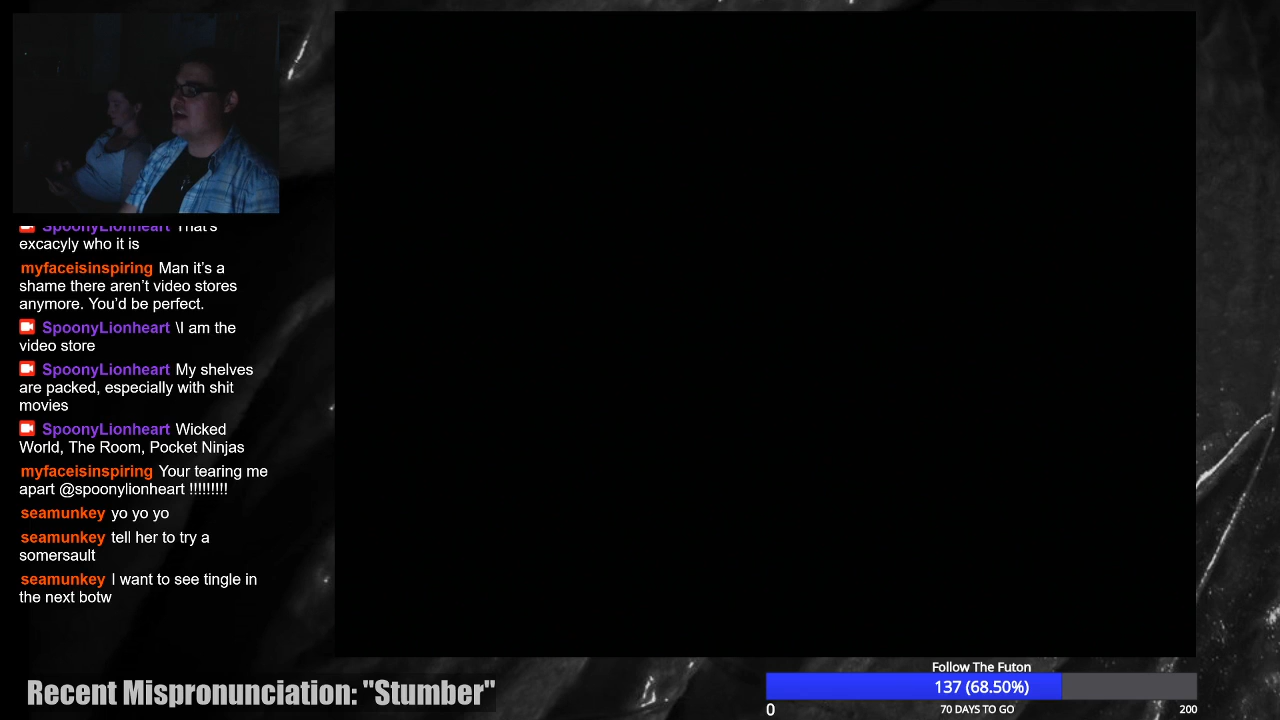 SpoonyLionheart That's
excacyly who it is
myfaceisinspiring Man it's a
shame there aren't video stores
anymore. You'd be perfect.
SpoonyLionheart \I am the
video store
SpoonyLionheart My shelves
are packed, especially with shit
movies
SpoonyLionheart Wicked
World, The Room, Pocket Ninjas
myfaceisinspiring Your tearing me
apart @spoonylionheart !!!!!!!!!
seamunkey yo yo yo
seamunkey tell her to try a
somersault
seamunkey I want to see tingle in
the next botw
Recent Mispronunciation: "Stumber"
Follow The Futon
137 (68.50%)
0 70 DAYS TO GO 200